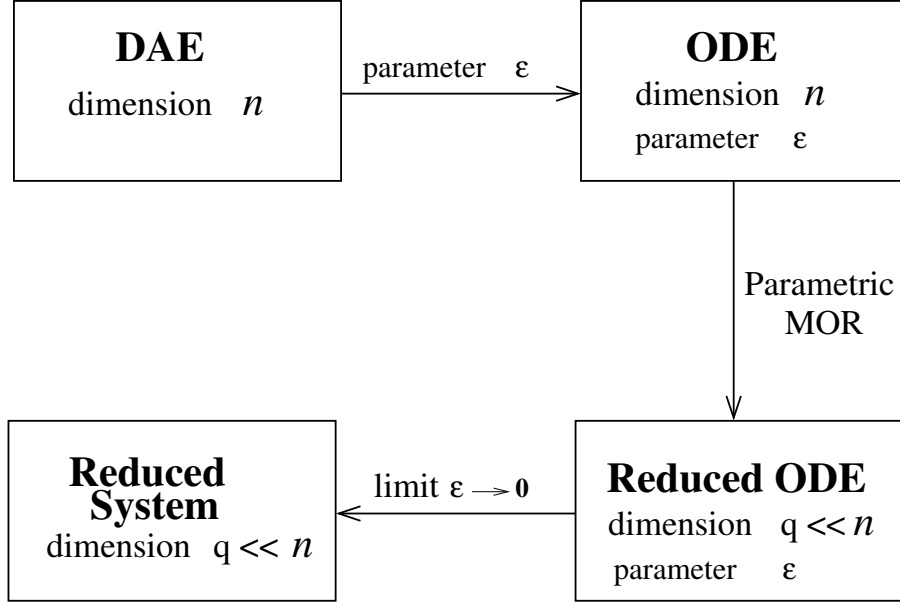 DAE
dimension n
parameter ε
ODE
dimension n
parameter ε
Parametric
MOR
Reduced ODE
dimension q << n
parameter ε
limit ε → 0
Reduced
System
dimension q << n